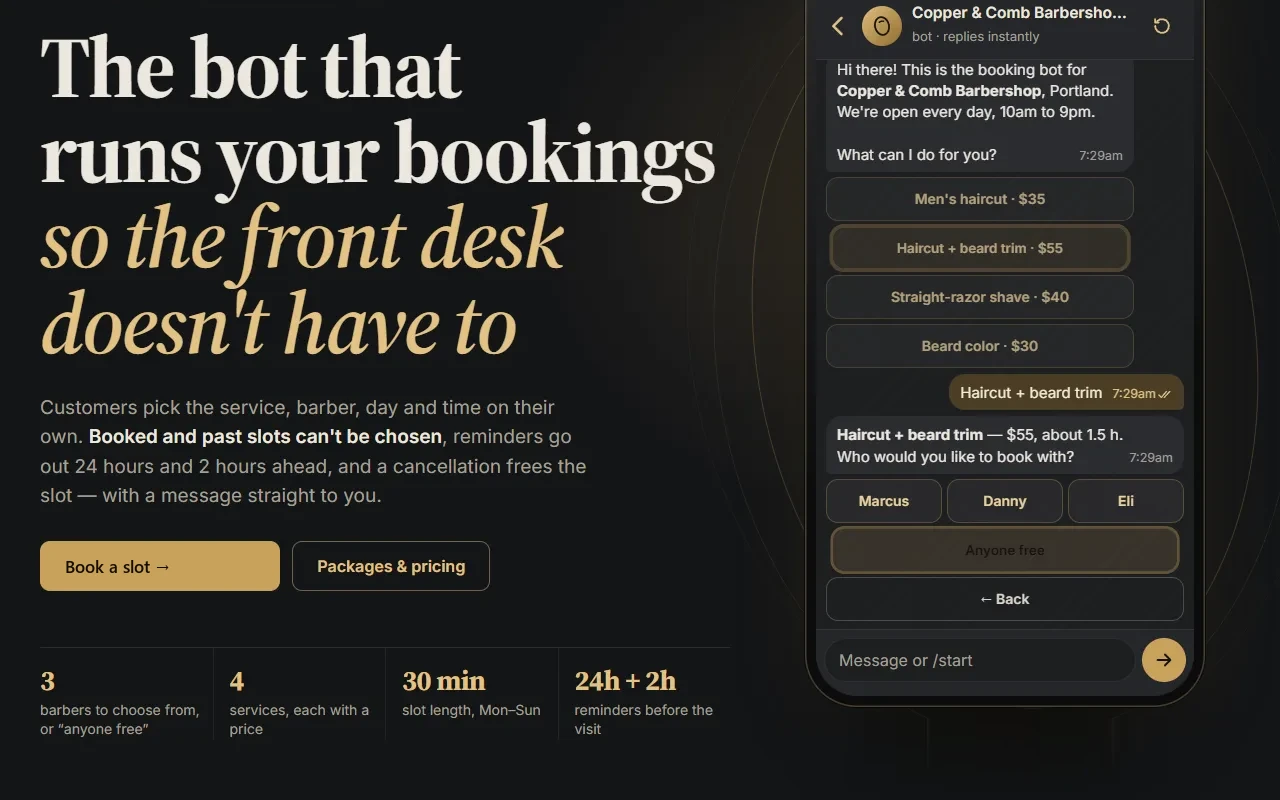 The bot that
runs your bookings
so the front desk
doesn't have to
Customers pick the service, barber, day and time on their
own. Booked and past slots can't be chosen, reminders go
out 24 hours and 2 hours ahead, and a cancellation frees the
slot — with a message straight to you.
Book a slot →
Packages & pricing
3
barbers to choose from,
or “anyone free”
4
services, each with a
price
30 min
slot length, Mon–Sun
24h + 2h
reminders before the
visit
Copper & Comb Barbersho...
bot · replies instantly
Hi there! This is the booking bot for
Copper & Comb Barbershop, Portland.
We're open every day, 10am to 9pm.
What can I do for you? 7:29am
Men's haircut · $35
Haircut + beard trim · $55
Straight-razor shave · $40
Beard color · $30
Haircut + beard trim 7:29am
Haircut + beard trim — $55, about 1.5 h.
Who would you like to book with? 7:29am
Marcus
Danny
Eli
Anyone free
← Back
Message or /start